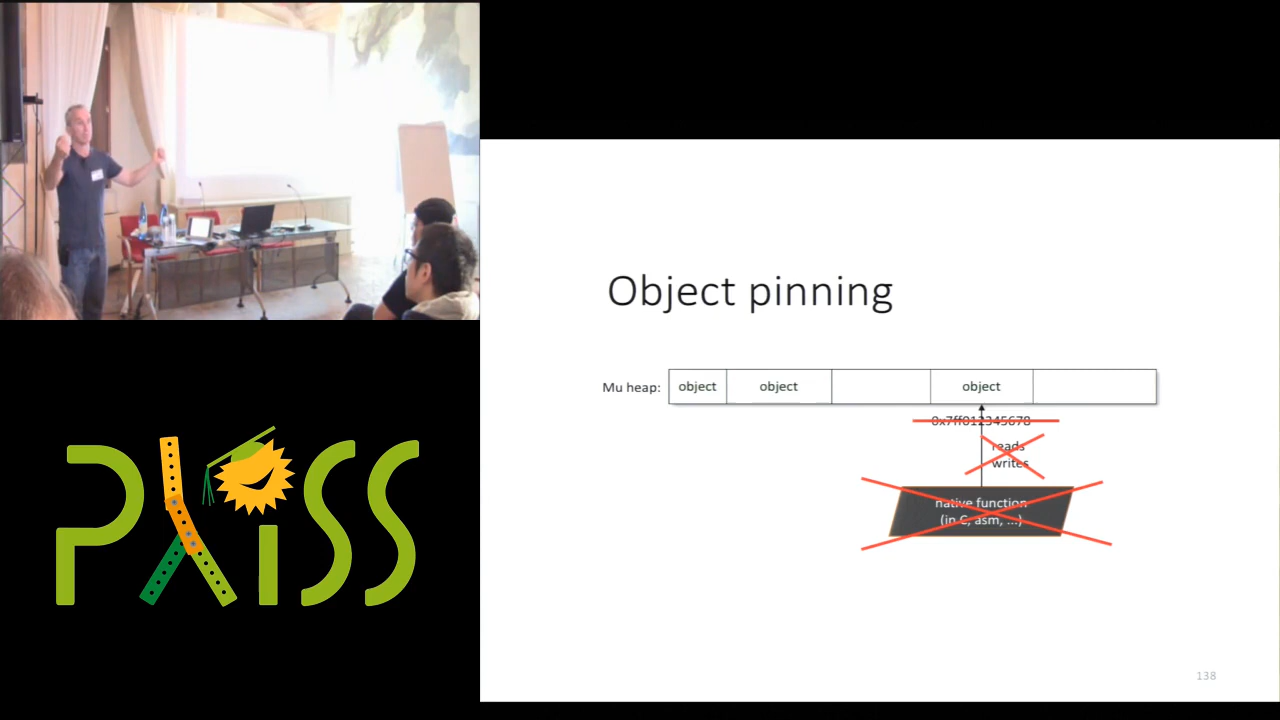 Object pinning
Mu heap:
object
object
object
0x7ff012345678
reads
writes
native function
(in C, asm, ...)
138
PLISS